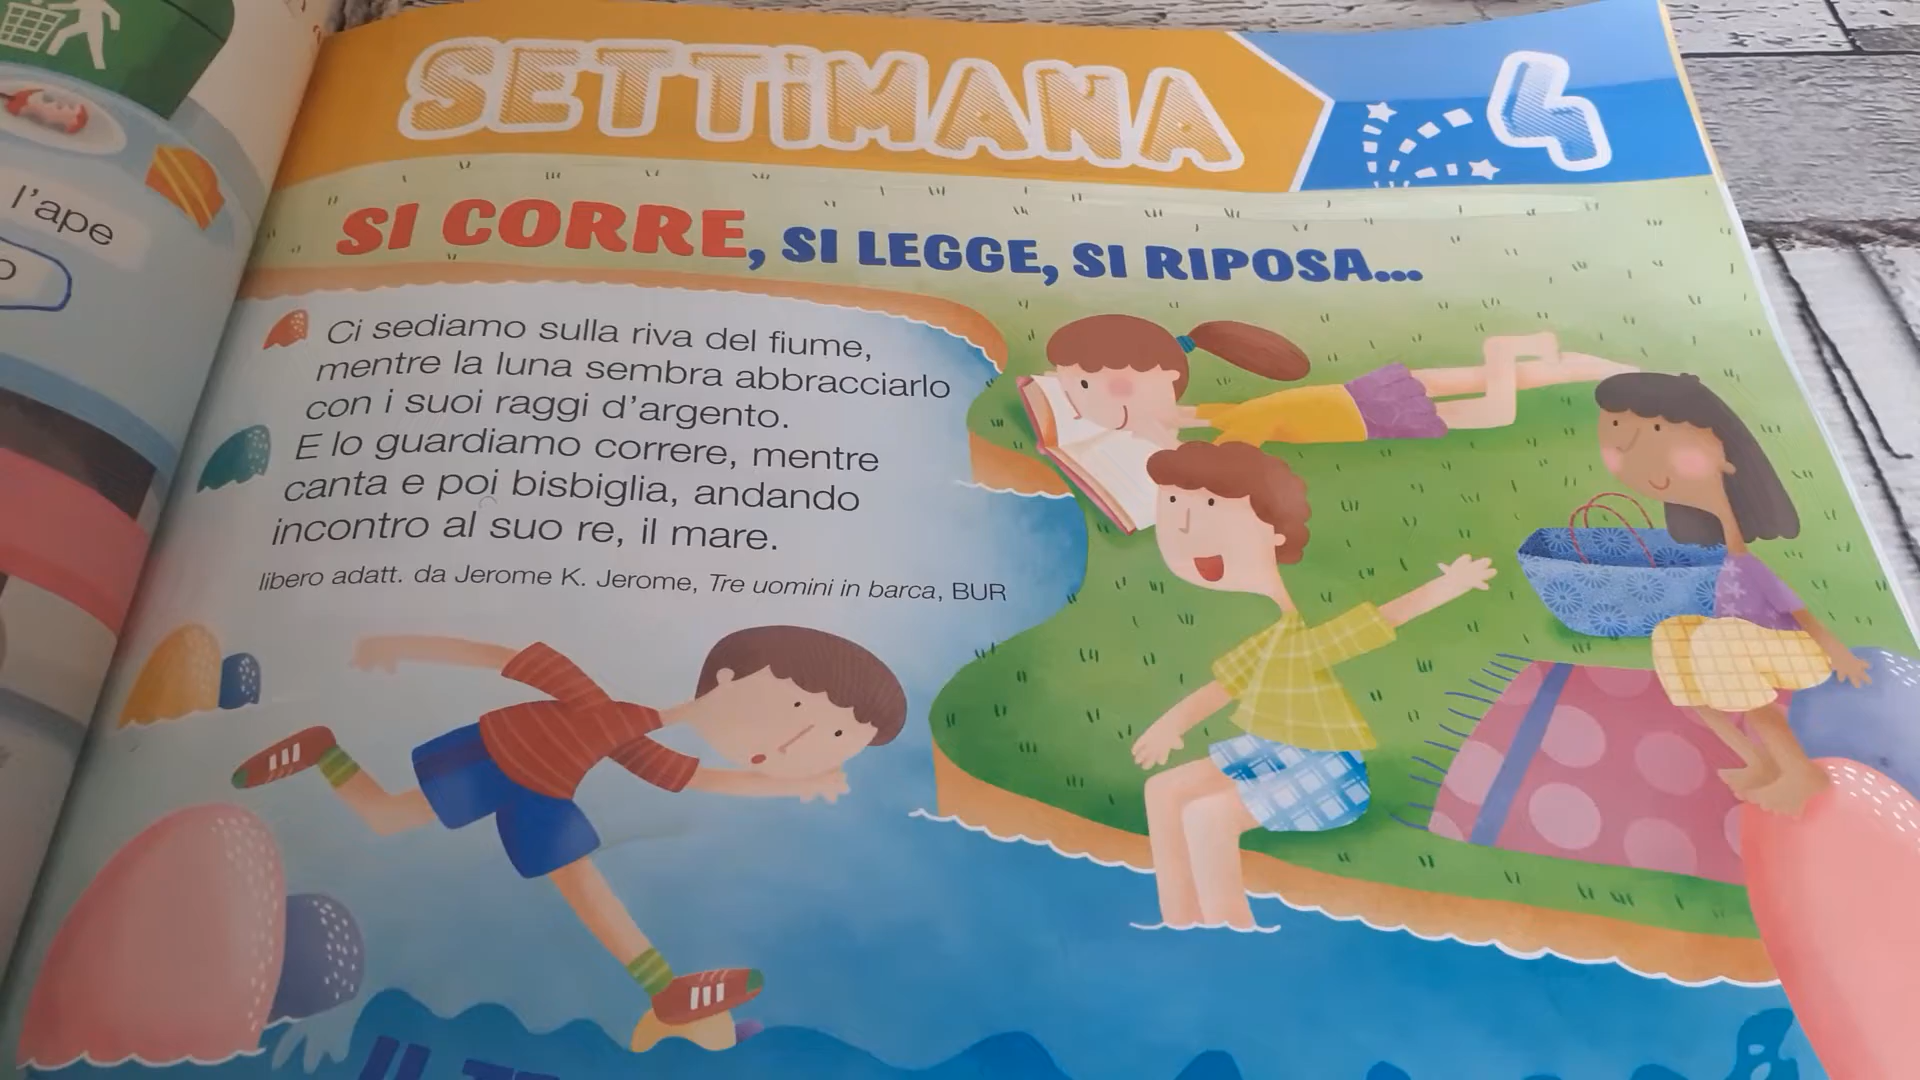 SETTiMANA 4
SI CORRE, SI LEGGE, SI RIPOSA...
Ci sediamo sulla riva del fiume,
mentre la luna sembra abbracciarlo
con i suoi raggi d'argento.
E lo guardiamo correre, mentre
canta e poi bisbiglia, andando
incontro al suo re, il mare.
libero adatt. da Jerome K. Jerome, Tre uomini in barca, BUR
l'ape